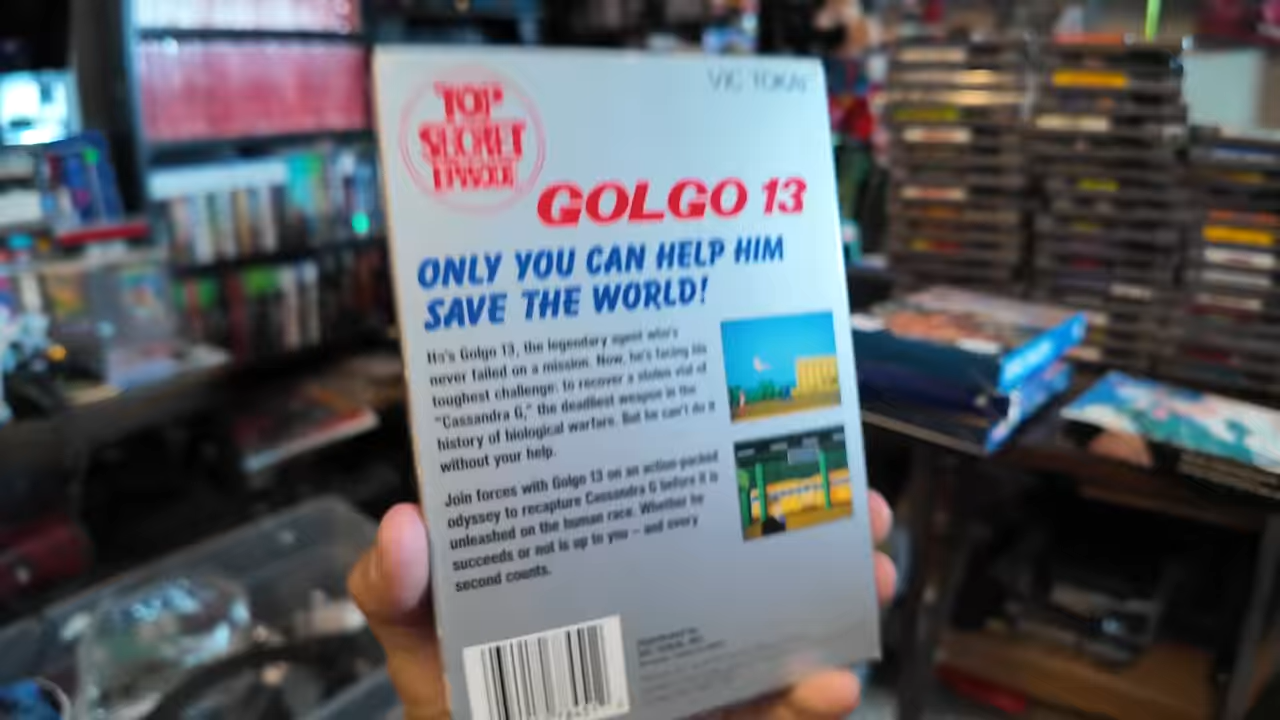 VIC TOKAI
TOP
SECRET
EPISODE
GOLGO 13
ONLY YOU CAN HELP HIM
SAVE THE WORLD!
He's Golgo 13, the legendary agent who's
never failed on a mission. Now, he's facing his
toughest challenge: to recover a stolen vial of
"Cassandra G," the deadliest weapon in the
history of biological warfare. But he can't do it
without your help.
Join forces with Golgo 13 on an action-packed
odyssey to recapture Cassandra G before it is
unleashed on the human race. Whether he
succeeds or not is up to you – and every
second counts.